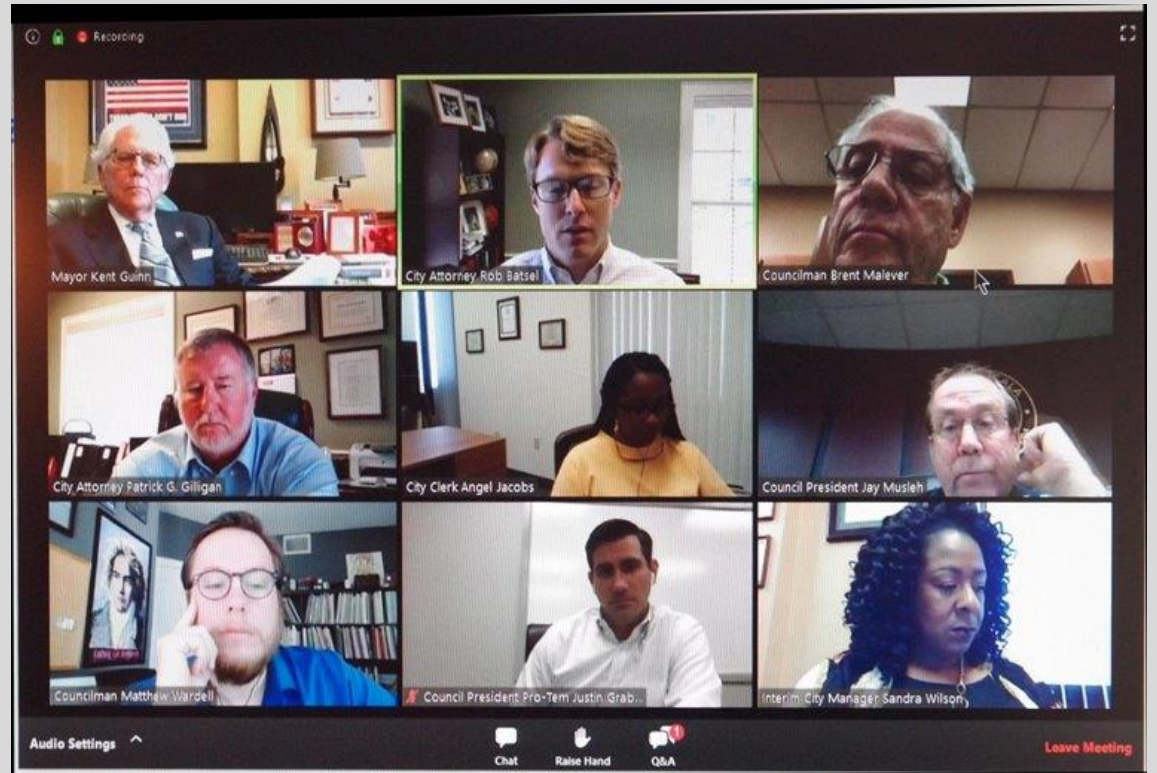 Recording
Mayor Kent Guinn
City Attorney Rob Batsel
Councilman Brent Malever
City Attorney Patrick G. Gilligan
City Clerk Angel Jacobs
Council President Jay Musleh
Councilman Matthew Wardell
Council President Pro-Tem Justin Grab...
Interim City Manager Sandra Wilson
Audio Settings
Chat
Raise Hand
Q&A
1
Leave Meeting